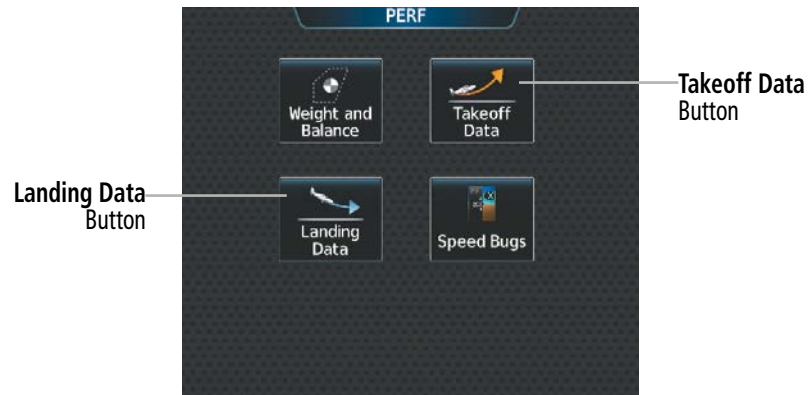 PERF
Weight and
Balance
Takeoff
Data
Takeoff Data
Button
Landing Data
Button
Landing
Data
Speed Bugs